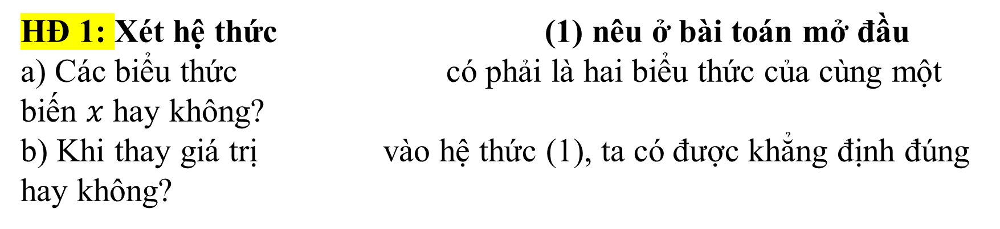 HĐ 1: Xét hệ thức (1) nêu ở bài toán mở đầu
a) Các biểu thức có phải là hai biểu thức của cùng một
biến x hay không?
b) Khi thay giá trị vào hệ thức (1), ta có được khẳng định đúng
hay không?